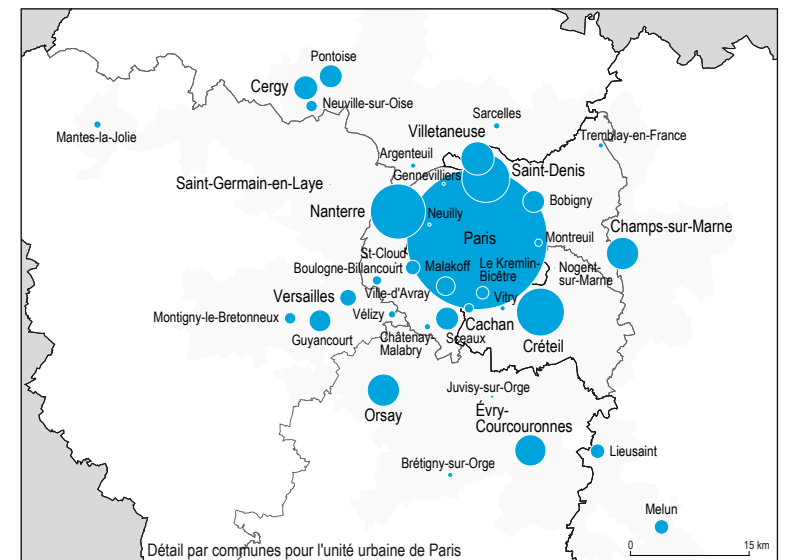 Pontoise
Cergy
Neuville-sur-Oise
Mantes-la-Jolie
Sarcelles
Villetaneuse
Tremblay-en-France
Argenteuil
Gennevilliers
Saint-Denis
Saint-Germain-en-Laye
Bobigny
Nanterre
Neuilly
Champs-sur-Marne
Paris
Montreuil
St-Cloud
Boulogne-Billancourt
Malakoff
Le Kremlin-
Bicêtre
Nogent-
sur-Marne
Versailles
Ville-d'Avray
Vitry
Montigny-le-Bretonneux
Vélizy
Guyancourt
Châtenay-
Malabry
Sceaux
Cachan
Créteil
Orsay
Juvisy-sur-Orge
Évry-
Courcouronnes
Lieusaint
Brétigny-sur-Orge
Melun
Détail par communes pour l'unité urbaine de Paris
0 15 km